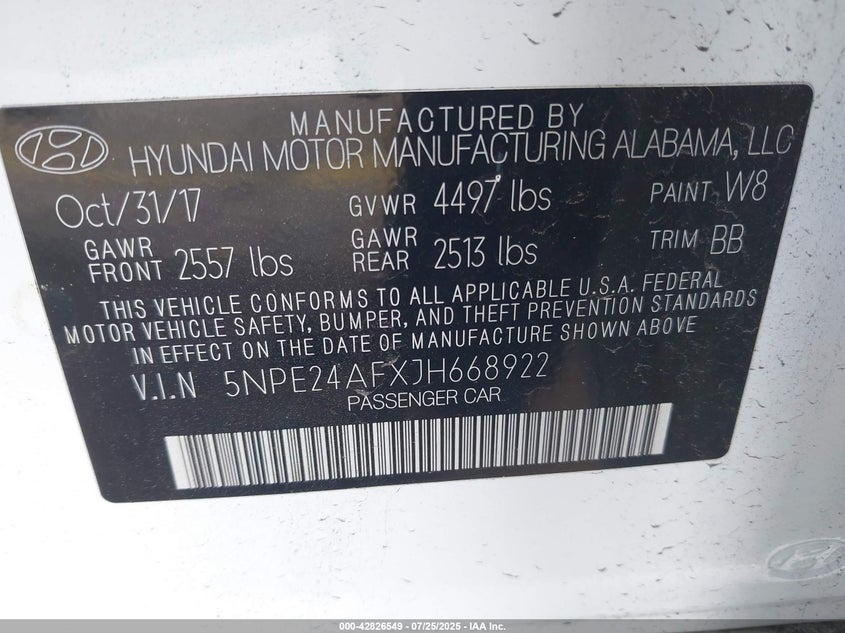 MANUFACTURED BY
HYUNDAI MOTOR MANUFACTURING ALABAMA, LLC
Oct/31/17 GVWR 4497 lbs PAINT W8
GAWR FRONT 2557 lbs GAWR REAR 2513 lbs TRIM BB
THIS VEHICLE CONFORMS TO ALL APPLICABLE U.S.A. FEDERAL
MOTOR VEHICLE SAFETY, BUMPER, AND THEFT PREVENTION STANDARDS
IN EFFECT ON THE DATE OF MANUFACTURE SHOWN ABOVE
V.I.N 5NPE24AFXJH668922
PASSENGER CAR
000-42826549 - 07/25/2025 - IAA Inc.